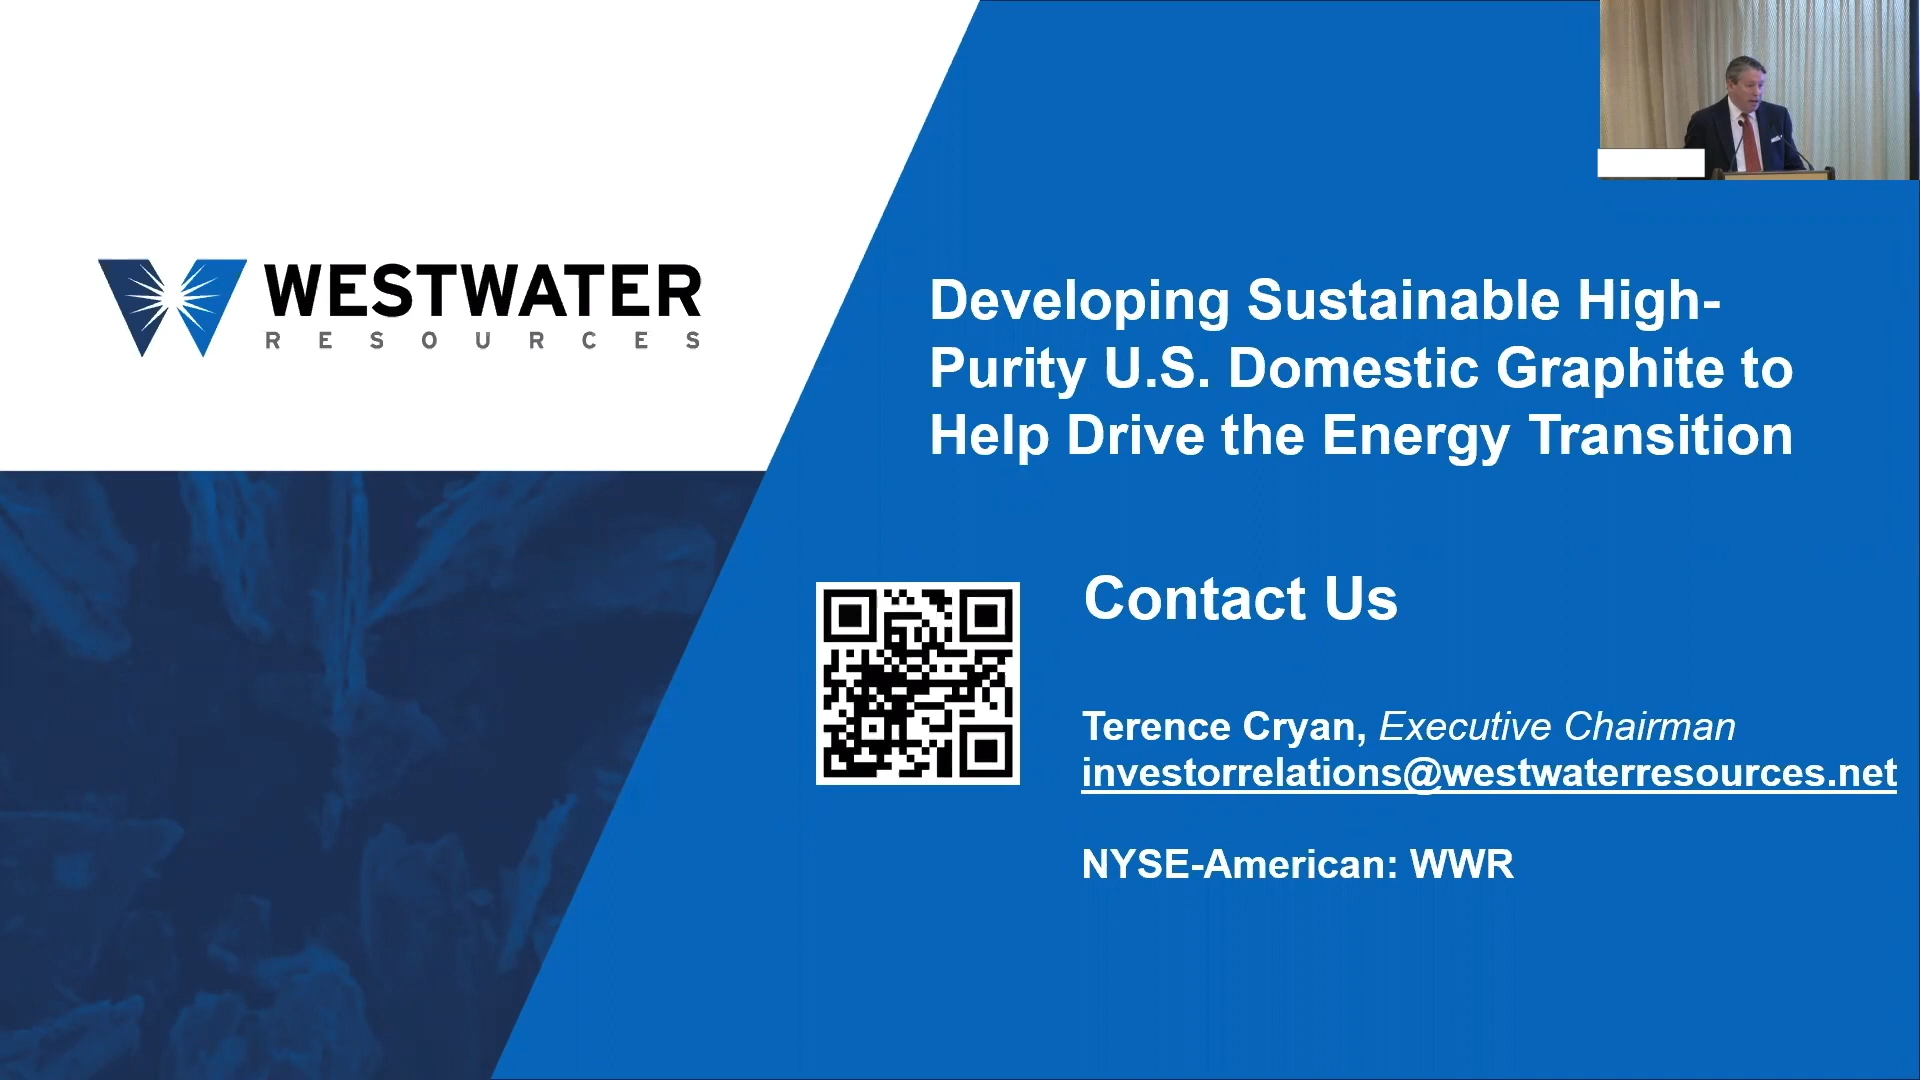 WESTWATER
RESOURCES
Developing Sustainable High-
Purity U.S. Domestic Graphite to
Help Drive the Energy Transition
Contact Us
Terence Cryan, Executive Chairman
investorrelations@westwaterresources.net
NYSE-American: WWR